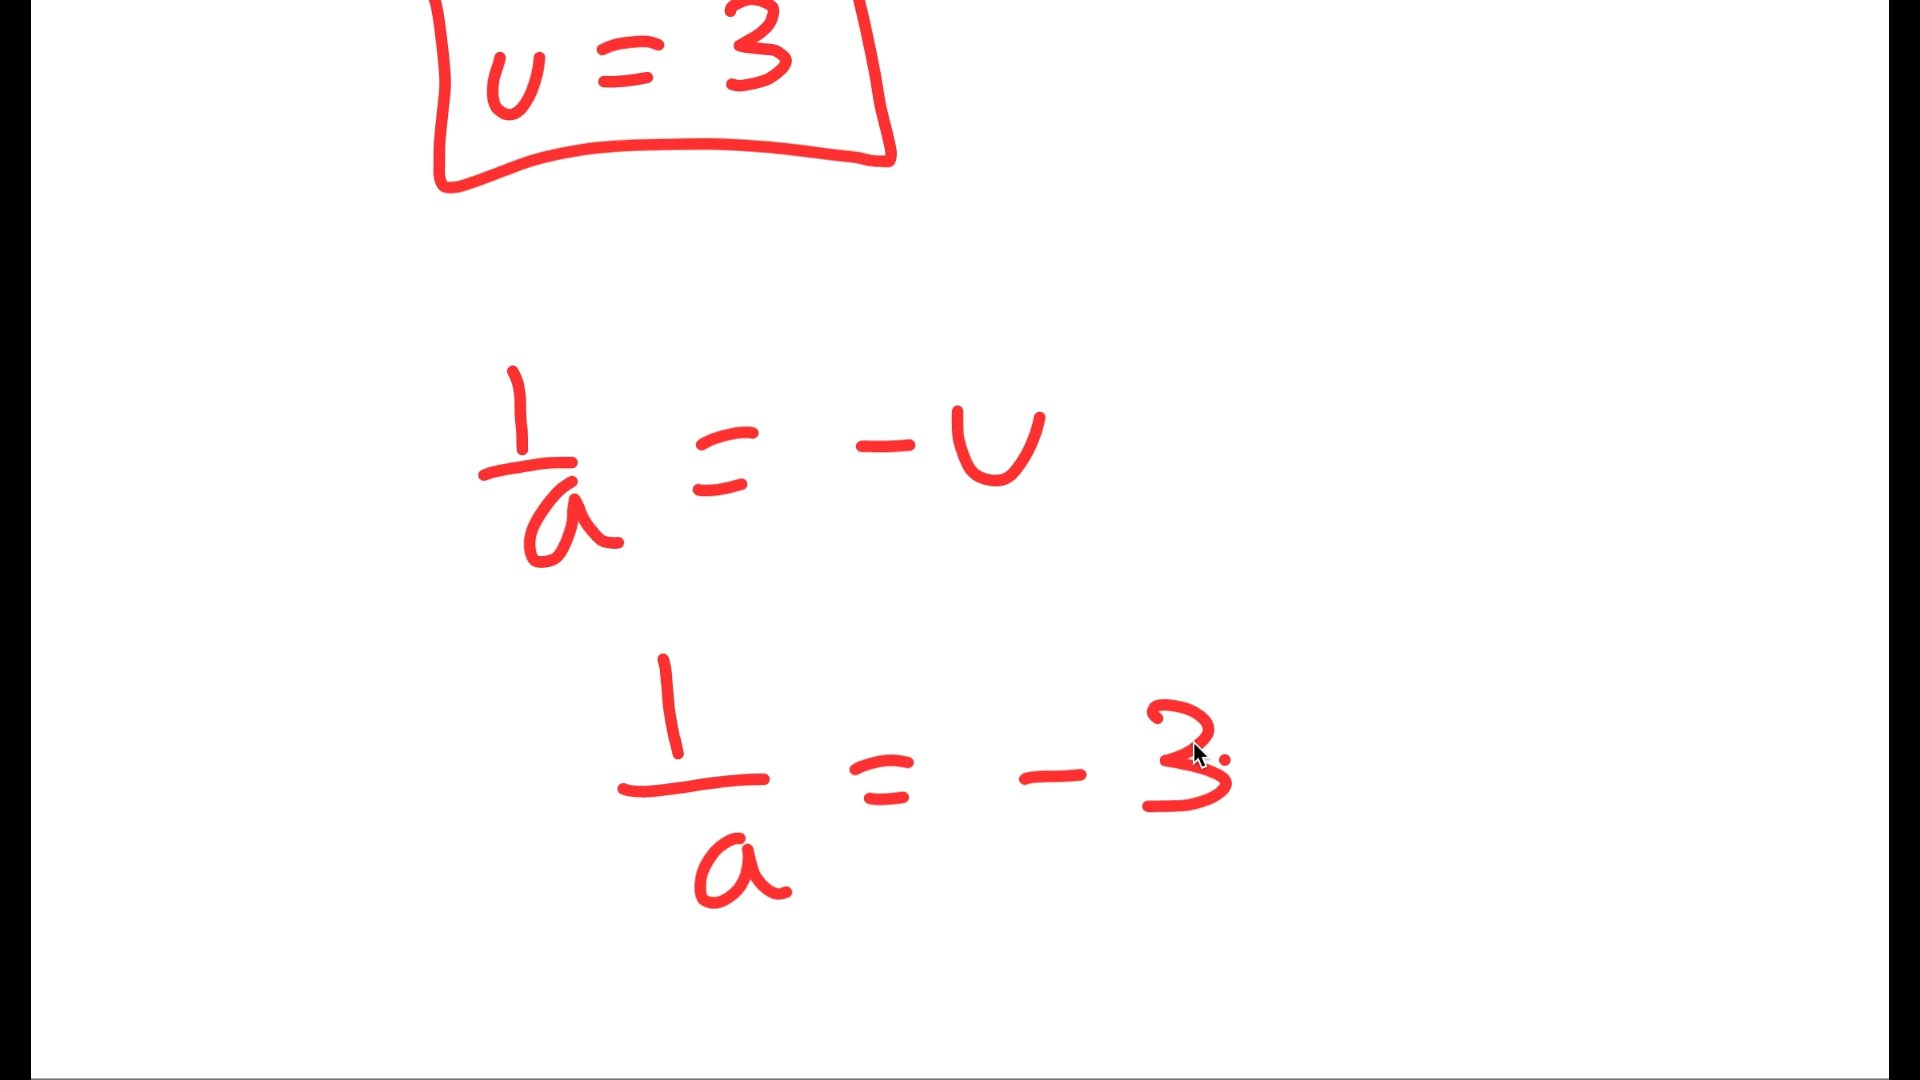 u = 3
1/a = - u
1/a = - 3